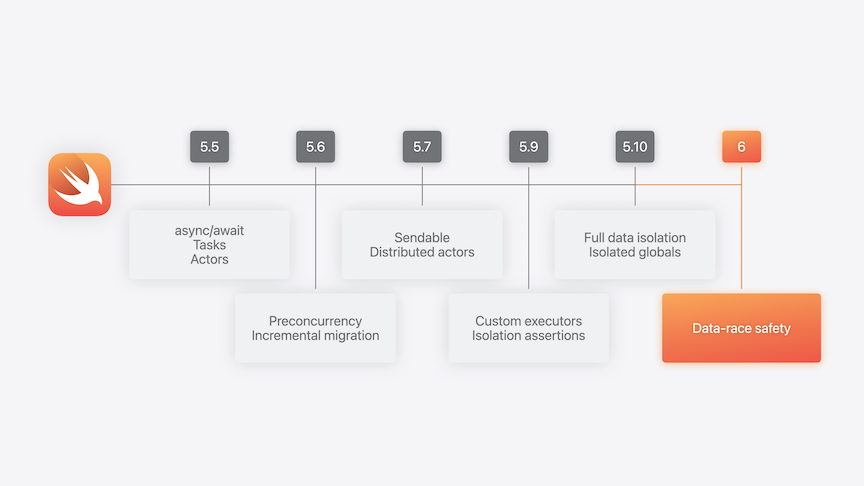 5.5
5.6
5.7
5.9
5.10
6
async/await
Tasks
Actors
Sendable
Distributed actors
Full data isolation
Isolated globals
Preconcurrency
Incremental migration
Custom executors
Isolation assertions
Data-race safety